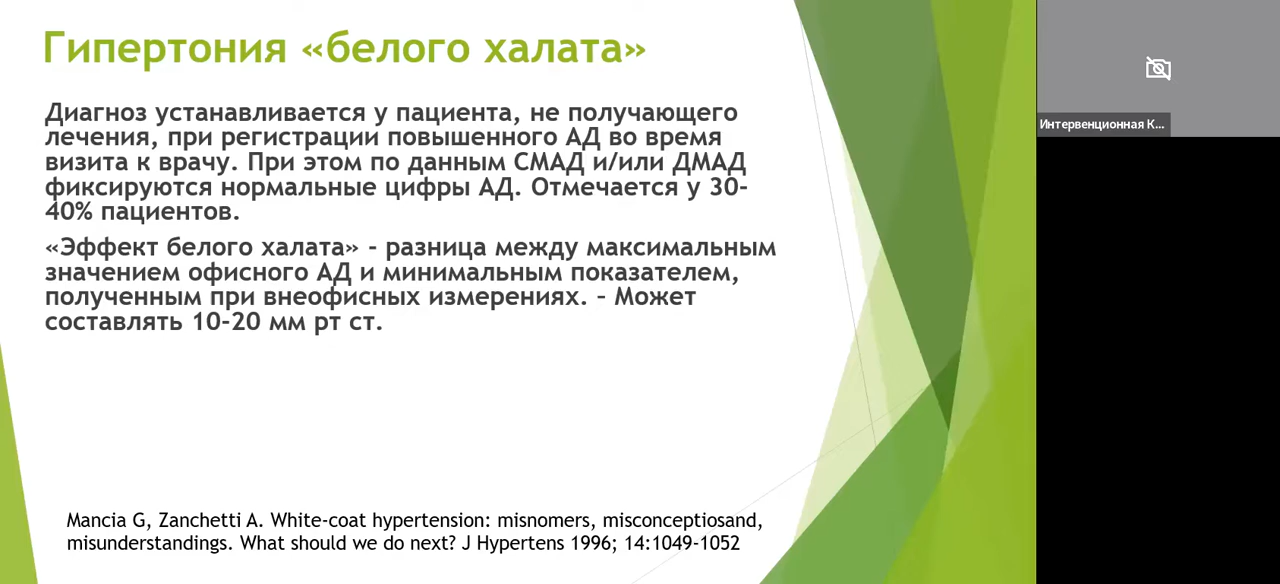 Гипертония «белого халата»
Диагноз устанавливается у пациента, не получающего
лечения, при регистрации повышенного АД во время
визита к врачу. При этом по данным СМАД и/или ДМАД
фиксируются нормальные цифры АД. Отмечается у 30-
40% пациентов.
«Эффект белого халата» - разница между максимальным
значением офисного АД и минимальным показателем,
полученным при внеофисных измерениях. – Может
составлять 10-20 мм рт ст.
Mancia G, Zanchetti A. White-coat hypertension: misnomers, misconceptiosand,
misunderstandings. What should we do next? J Hypertens 1996; 14:1049-1052
Интервенционная К...